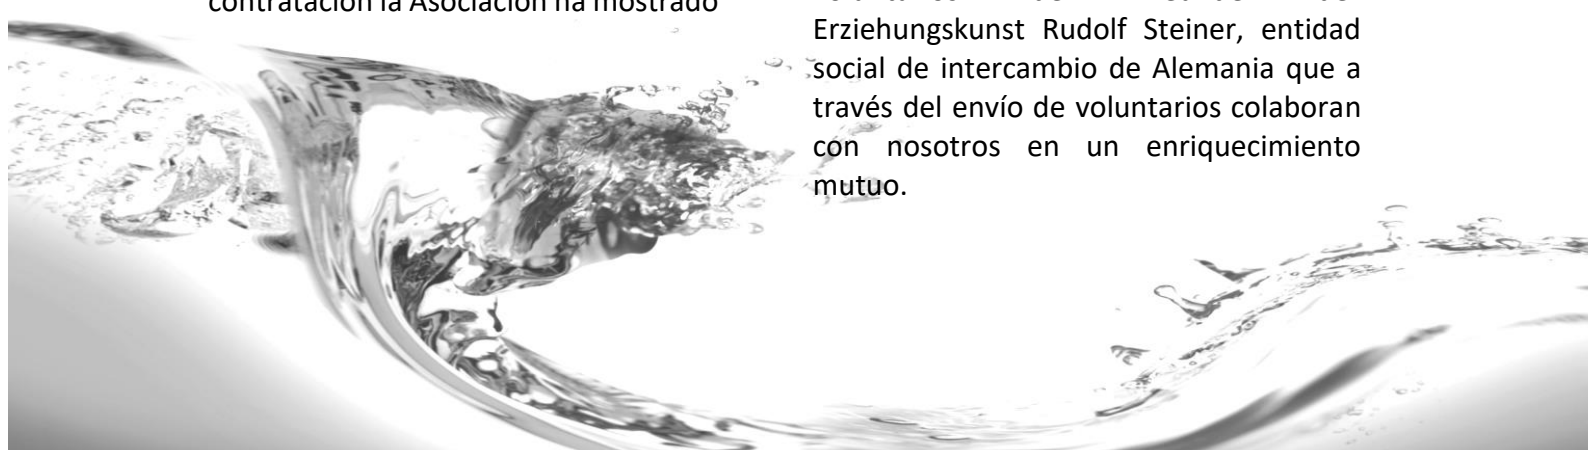 contratación la Asociación ha mostrado
Erziehungskunst Rudolf Steiner, entidad
social de intercambio de Alemania que a
través del envío de voluntarios colaboran
con nosotros en un enriquecimiento
mutuo.